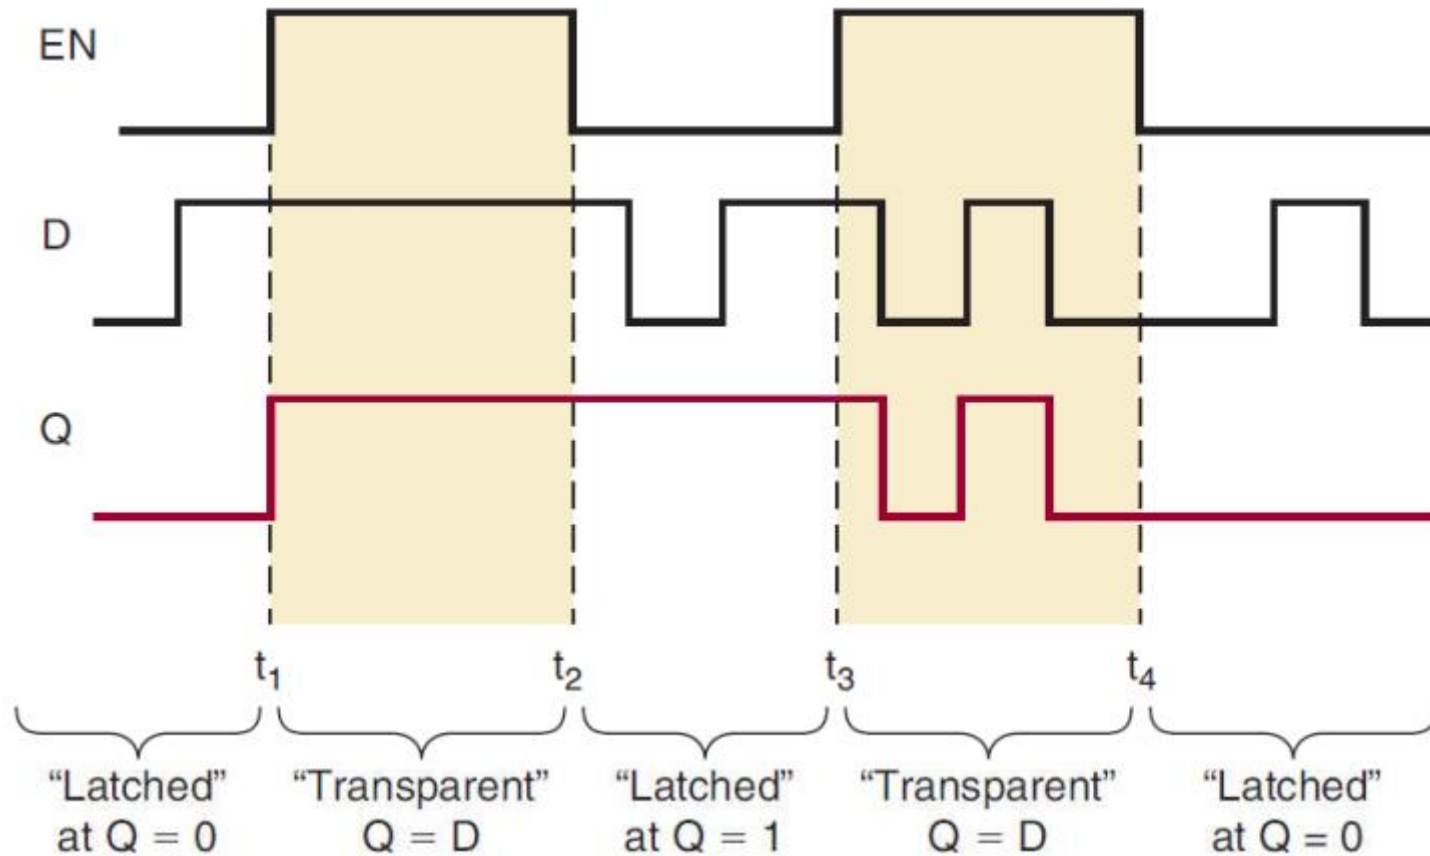 EN
D
Q
t₁ t₂ t₃ t₄
“Latched” “Transparent” “Latched” “Transparent” “Latched”
at Q = 0 Q = D at Q = 1 Q = D at Q = 0